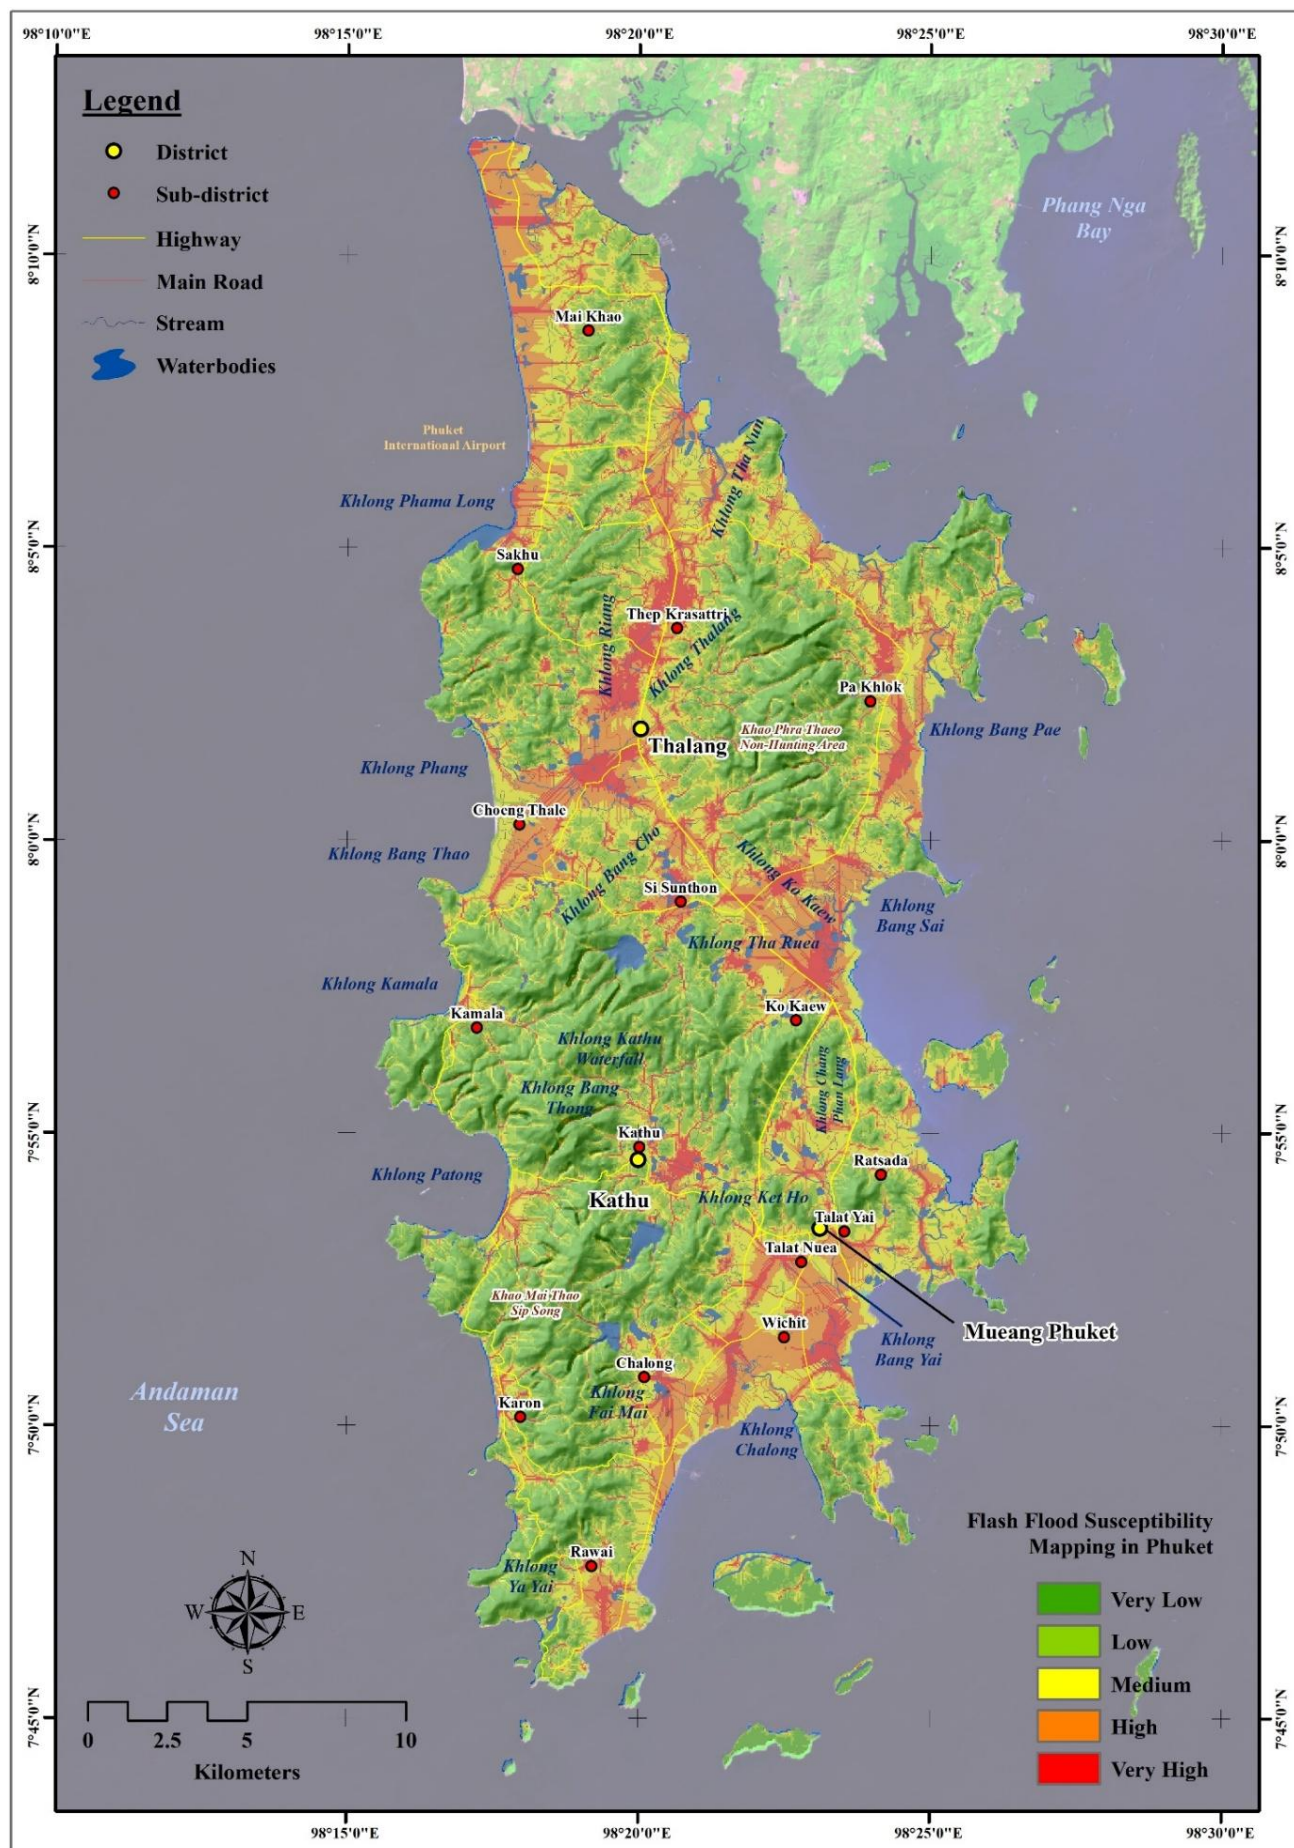 98°10'0"E
98°15'0"E
98°20'0"E
98°25'0"E
98°30'0"E
Legend
District
Sub-district
Highway
Main Road
Stream
Waterbodies
Phang Nga
Bay
8°10'0"N
8°10'0"N
Mai Khao
Phuket
International Airport
Khlong Tha Nun
Khlong Phama Long
8°5'0"N
8°5'0"N
Sakhu
Khlong Riang
Thep Krasattri
Khlong Thalang
Pa Khlok
Khao Phra Thaeo
Non-Hunting Area
Khlong Bang Pae
Thalang
Khlong Phang
Choeng Thale
8°0'0"N
8°0'0"N
Khlong Bang Thao
Khlong Bang Cho
Khlong Ko Kaew
Si Sunthon
Khlong
Bang Sai
Khlong Tha Ruea
Khlong Kamala
Kamala
Ko Kaew
Khlong Kathu
Waterfall
Khlong Chang
Phan Lang
Khlong Bang
Thong
7°55'0"N
7°55'0"N
Kathu
Ratsada
Khlong Patong
Kathu
Khlong Ket Ho
Talat Yai
Talat Nuea
Khao Mai Thao
Sip Song
Wichit
Mueang Phuket
Khlong
Bang Yai
Chalong
Andaman
Sea
Karon
Khlong
Fai Mai
7°50'0"N
7°50'0"N
Khlong
Chalong
Flash Flood Susceptibility
Mapping in Phuket
Rawai
Khlong
Ya Yai
N
W
E
S
Very Low
Low
Medium
High
Very High
7°45'0"N
7°45'0"N
0
2.5
5
10
Kilometers
98°15'0"E
98°20'0"E
98°25'0"E
98°30'0"E